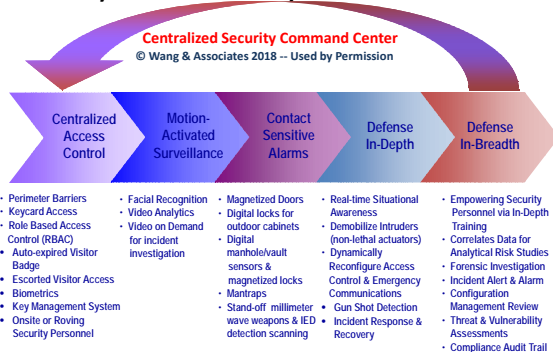 Centralized Security Command Center
© Wang & Associates 2018 -- Used by Permission
Centralized
Access
Control
Motion-
Activated
Surveillance
Contact
Sensitive
Alarms
Defense
In-Depth
Defense
In-Breadth
• Perimeter Barriers
• Keycard Access
• Role Based Access
Control (RBAC)
• Auto-expired Visitor
Badge
• Escorted Visitor Access
• Biometrics
• Key Management System
• Onsite or Roving
Security Personnel
• Facial Recognition
• Video Analytics
• Video on Demand
for incident
investigation
• Magnetized Doors
• Digital locks for
outdoor cabinets
• Digital
manhole/vault
sensors &
magnetized locks
• Mantraps
• Stand-off millimeter
wave weapons & IED
detection scanning
• Real-time Situational
Awareness
• Demobilize Intruders
(non-lethal actuators)
• Dynamically
Reconfigure Access
Control & Emergency
Communications
• Gun Shot Detection
• Incident Response &
Recovery
• Empowering Security
Personnel via In-Depth
Training
• Correlates Data for
Analytical Risk Studies
• Forensic Investigation
• Incident Alert & Alarm
• Configuration
Management Review
• Threat & Vulnerability
Assessments
• Compliance Audit Trail